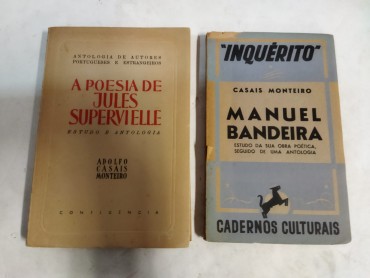 ANTOLOGIA DE AUTORES
PORTUGUESES E ESTRANGEIROS
A POESIA DE
JULES
SUPERVIELLE
ESTUDO E ANTOLOGIA
ADOLFO
CASAIS
MONTEIRO
CONFLUÊNCIA
"INQUÉRITO"
CASAIS MONTEIRO
MANUEL
BANDEIRA
ESTUDO DA SUA OBRA POÉTICA,
SEGUIDO DE UMA ANTOLOGIA
CADERNOS CULTURAIS